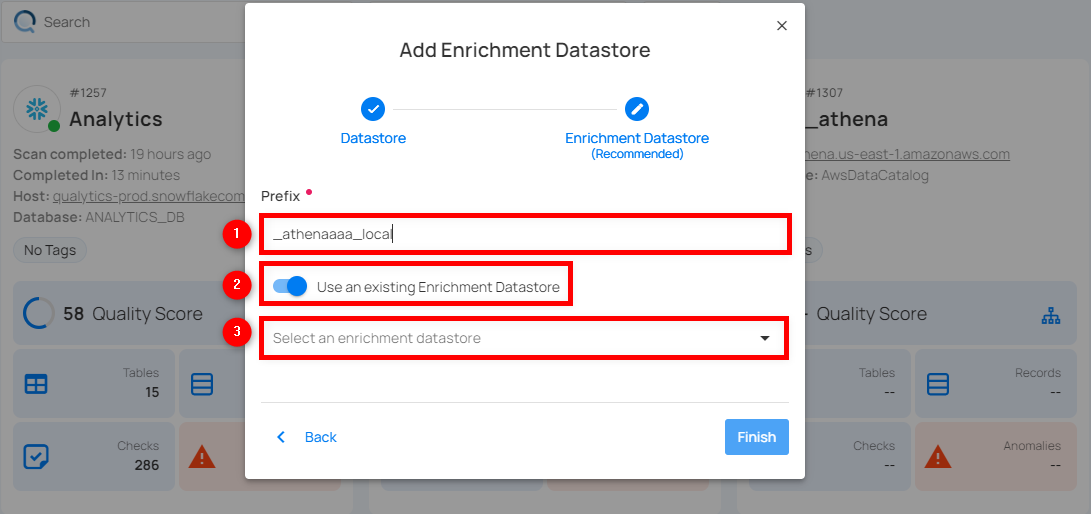 Search
Add Enrichment Datastore
Datastore
Enrichment Datastore
(Recommended)
Prefix
1
_athenaaaa_local
2
Use an existing Enrichment Datastore
3
Select an enrichment datastore
Back
Finish
#1257
Analytics
Scan completed: 19 hours ago
Completed In: 13 minutes
Host: qualytics-prod.snowflakecom
Database: ANALYTICS_DB
No Tags
58 Quality Score
Tables
15
Checks
286
#1307
_athena
hena.us-east-1.amazonaws.com
e: AwsDataCatalog
s
- Quality Score
Tables
--
Records
--
Checks
--
Anomalies
--